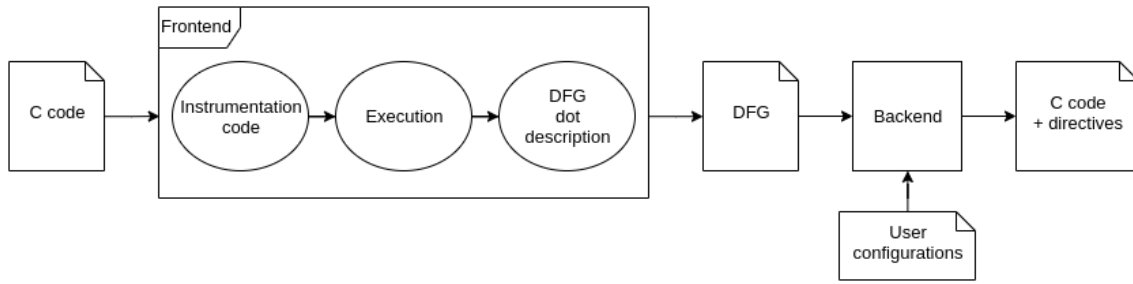 Frontend
C code
Instrumentation
code
Execution
DFG
dot
description
DFG
Backend
C code
+ directives
User
configurations